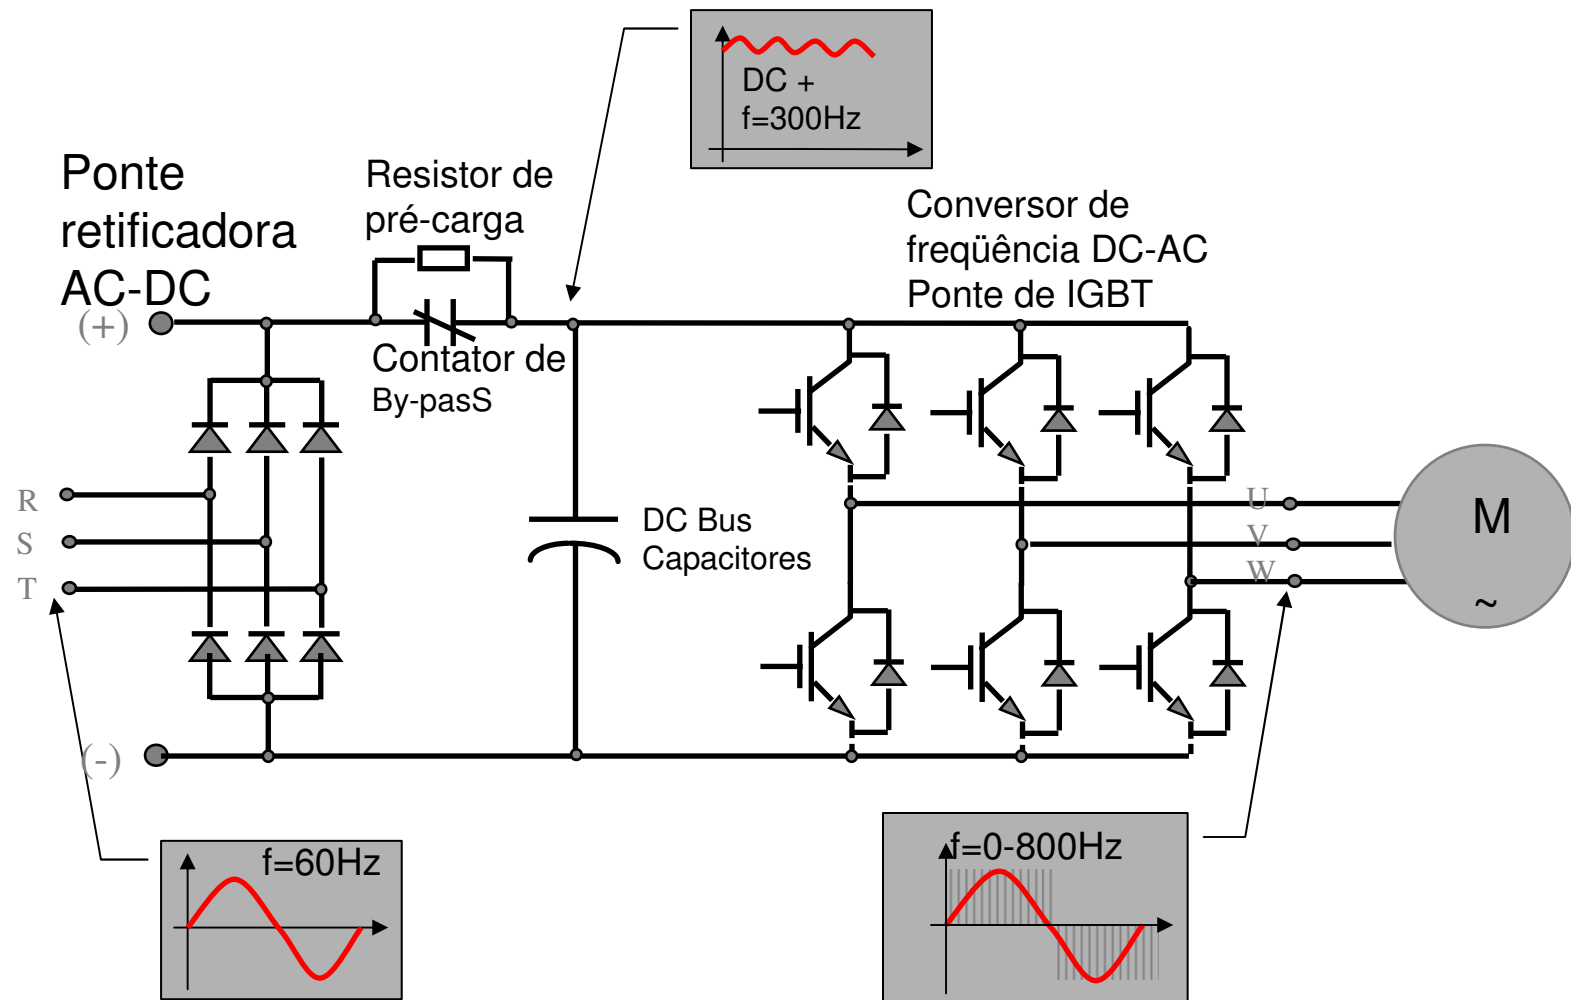 DC +
f=300Hz
Ponte
retificadora
AC-DC
Resistor de
pré-carga
Conversor de
freqüência DC-AC
Ponte de IGBT
(+)
Contator de
By-pasS
R
S
T
DC Bus
Capacitores
U
V
W
M
~
(-)
f=60Hz
f=0-800Hz